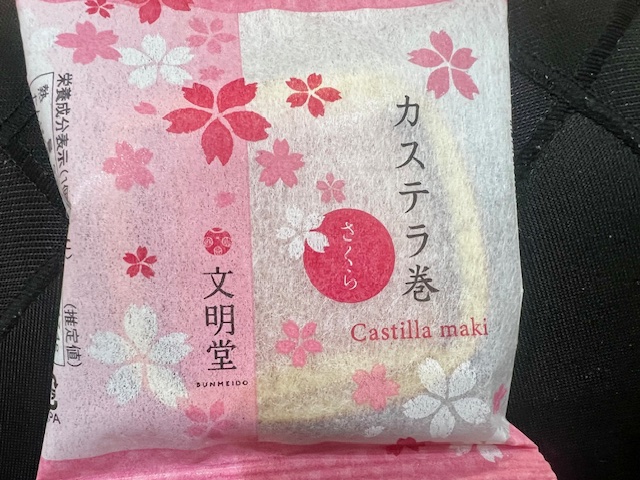 カステラ巻
さくら
Castilla maki
文明堂
BUNMEIDO
栄養成分表示
(推定値)